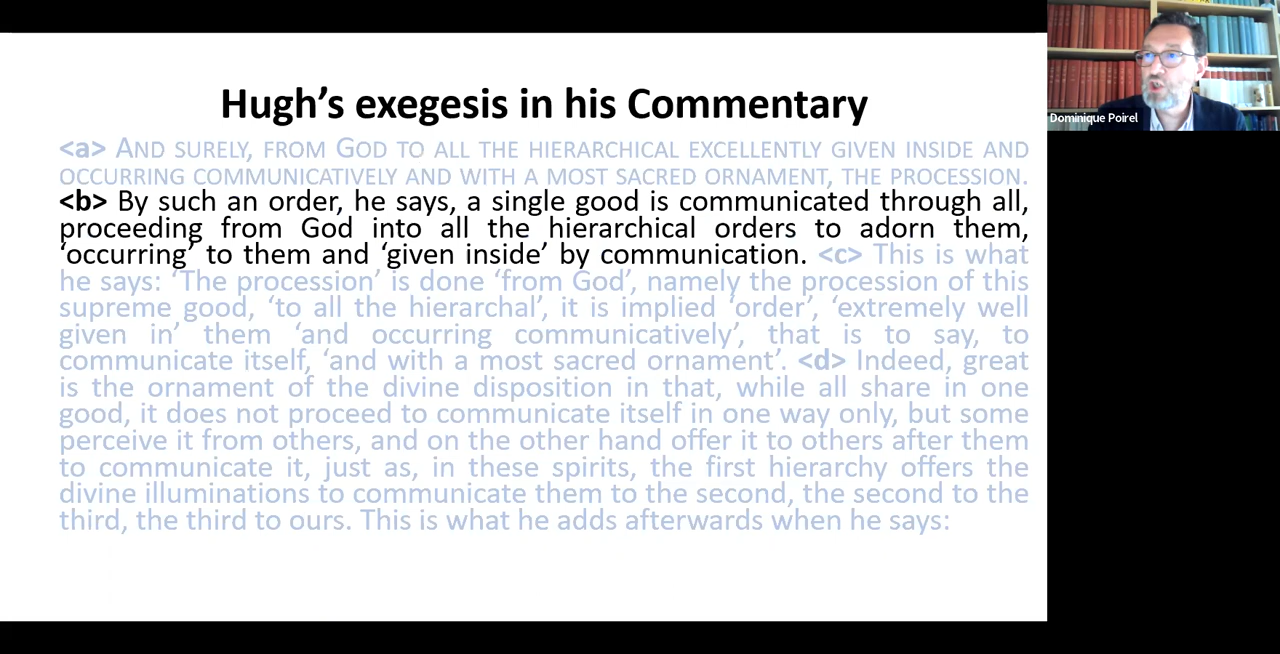 Hugh’s exegesis in his Commentary
<a> AND SURELY, FROM GOD TO ALL THE HIERARCHICAL EXCELLENTLY GIVEN INSIDE AND
OCCURRING COMMUNICATIVELY AND WITH A MOST SACRED ORNAMENT, THE PROCESSION.
<b> By such an order, he says, a single good is communicated through all,
proceeding from God into all the hierarchical orders to adorn them,
‘occurring’ to them and ‘given inside’ by communication. <c> This is what
he says: ‘The procession’ is done ‘from God’, namely the procession of this
supreme good, ‘to all the hierarchal’, it is implied ‘order’, ‘extremely well
given in’ them ‘and occurring communicatively’, that is to say, to
communicate itself, ‘and with a most sacred ornament’. <d> Indeed, great
is the ornament of the divine disposition in that, while all share in one
good, it does not proceed to communicate itself in one way only, but some
perceive it from others, and on the other hand offer it to others after them
to communicate it, just as, in these spirits, the first hierarchy offers the
divine illuminations to communicate them to the second, the second to the
third, the third to ours. This is what he adds afterwards when he says:
Dominique Poirel